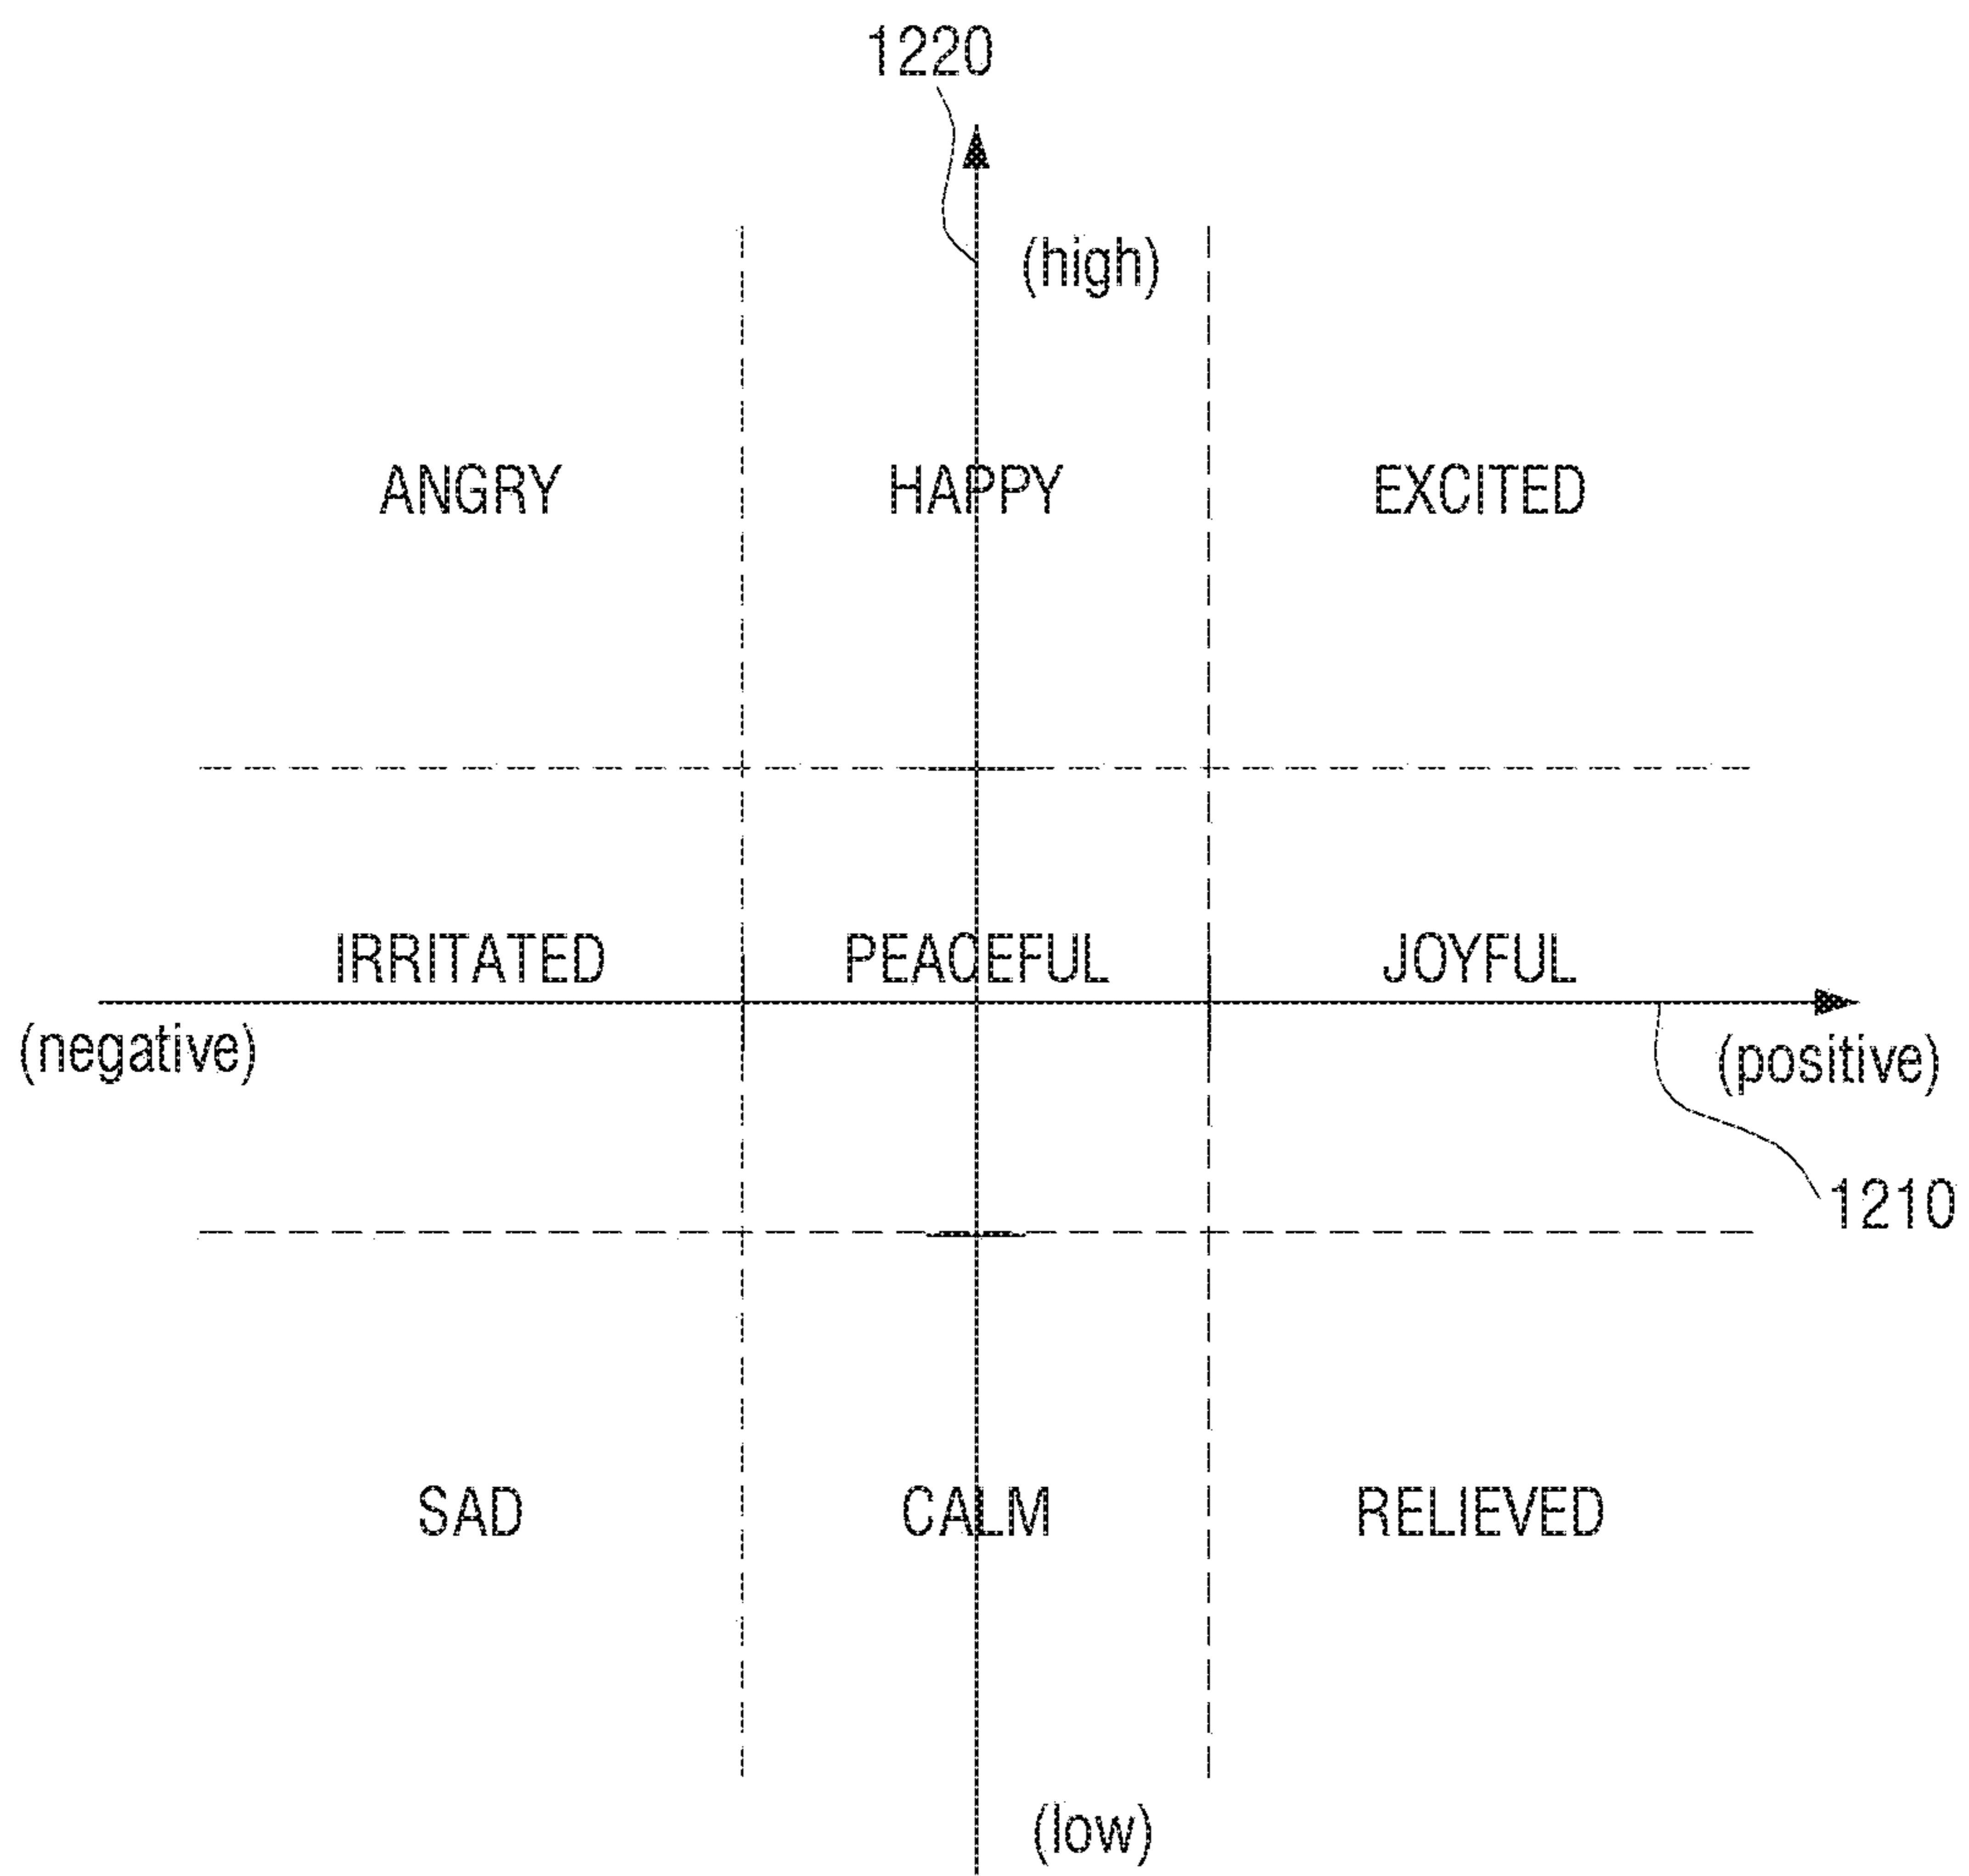 1220
(high)
ANGRY HAPPY EXCITED
IRRITATED PEACEFUL JOYFUL
(negative) (positive)
1210
SAD CALM RELIEVED
(low)